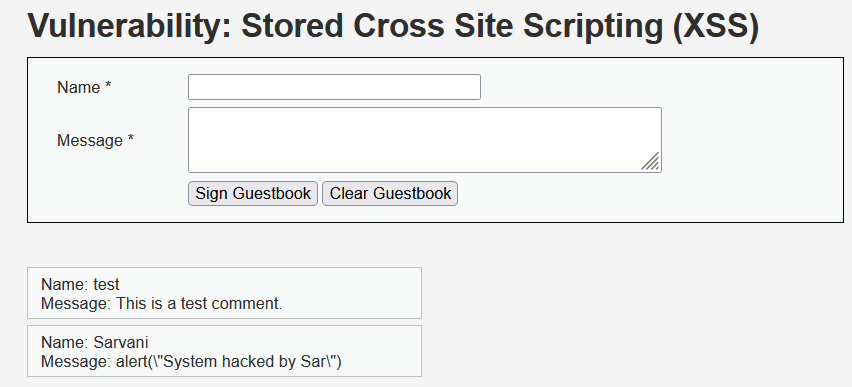 Vulnerability: Stored Cross Site Scripting (XSS)
Name *
Message *
Sign Guestbook Clear Guestbook
Name: test
Message: This is a test comment.
Name: Sarvani
Message: alert(\"System hacked by Sar\")